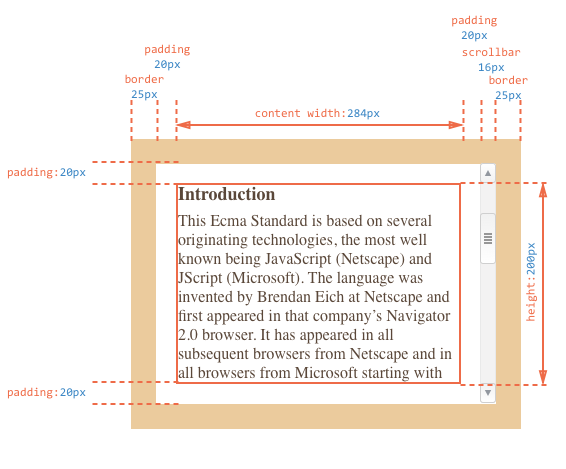 padding
20px
padding
20px
scrollbar
16px
border
25px
border
25px
content width:284px
padding:20px
Introduction
This Ecma Standard is based on several
originating technologies, the most well
known being JavaScript (Netscape) and
JScript (Microsoft). The language was
invented by Brendan Eich at Netscape and
first appeared in that company’s Navigator
2.0 browser. It has appeared in all
subsequent browsers from Netscape and in
all browsers from Microsoft starting with
height:200px
padding:20px